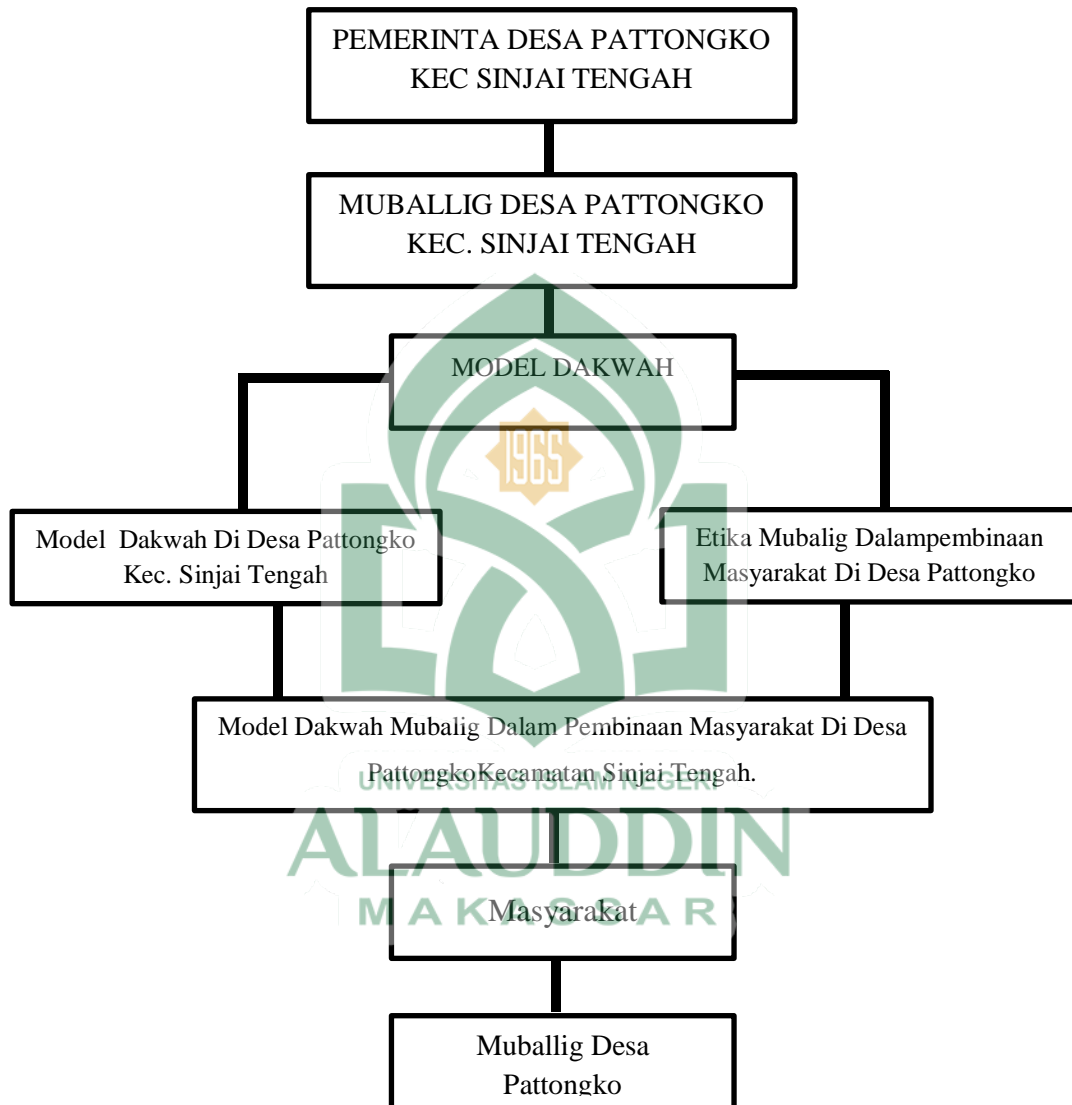 PEMERINTA DESA PATTONGKO
KEC SINJAI TENGAH
MUBALLIG DESA PATTONGKO
KEC. SINJAI TENGAH
MODEL DAKWAH
1965
Model Dakwah Di Desa Pattongko
Kec. Sinjai Tengah
Etika Mubalig Dalampembinaan
Masyarakat Di Desa Pattongko
Model Dakwah Mubalig Dalam Pembinaan Masyarakat Di Desa
PattongkoKecamatan Sinjai Tengah.
UNIVERSITAS ISLAM NEGERI
ALAUDDIN
MAKASSAR
Masyarakat
Muballig Desa
Pattongko